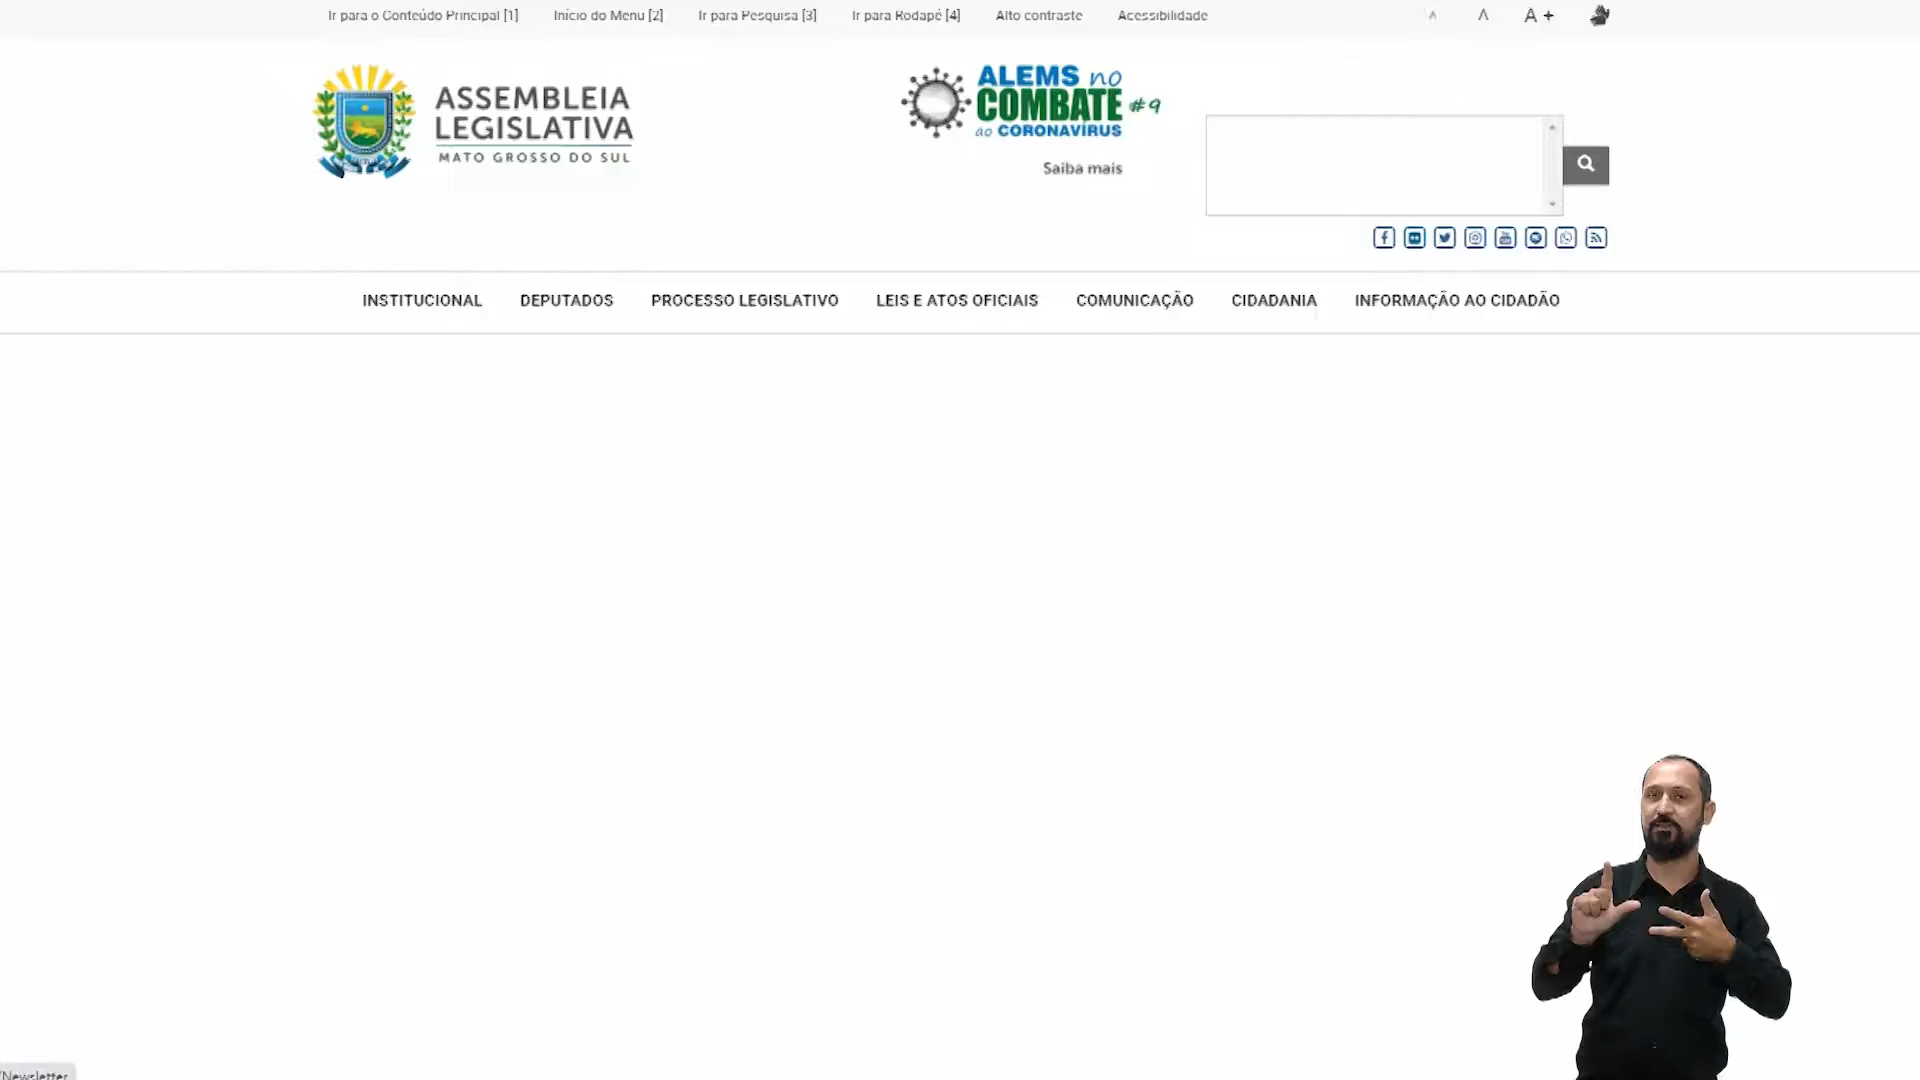 Ir para o Conteúdo Principal [1] Início do Menu [2] Ir para Pesquisa [3] Ir para Rodapé [4] Alto contraste Acessibilidade A A A +
ASSEMBLEIA
LEGISLATIVA
MATO GROSSO DO SUL
ALEMS no
COMBATE #9
ao CORONAVÍRUS
Saiba mais
INSTITUCIONAL DEPUTADOS PROCESSO LEGISLATIVO LEIS E ATOS OFICIAIS COMUNICAÇÃO CIDADANIA INFORMAÇÃO AO CIDADÃO
/Newsletter